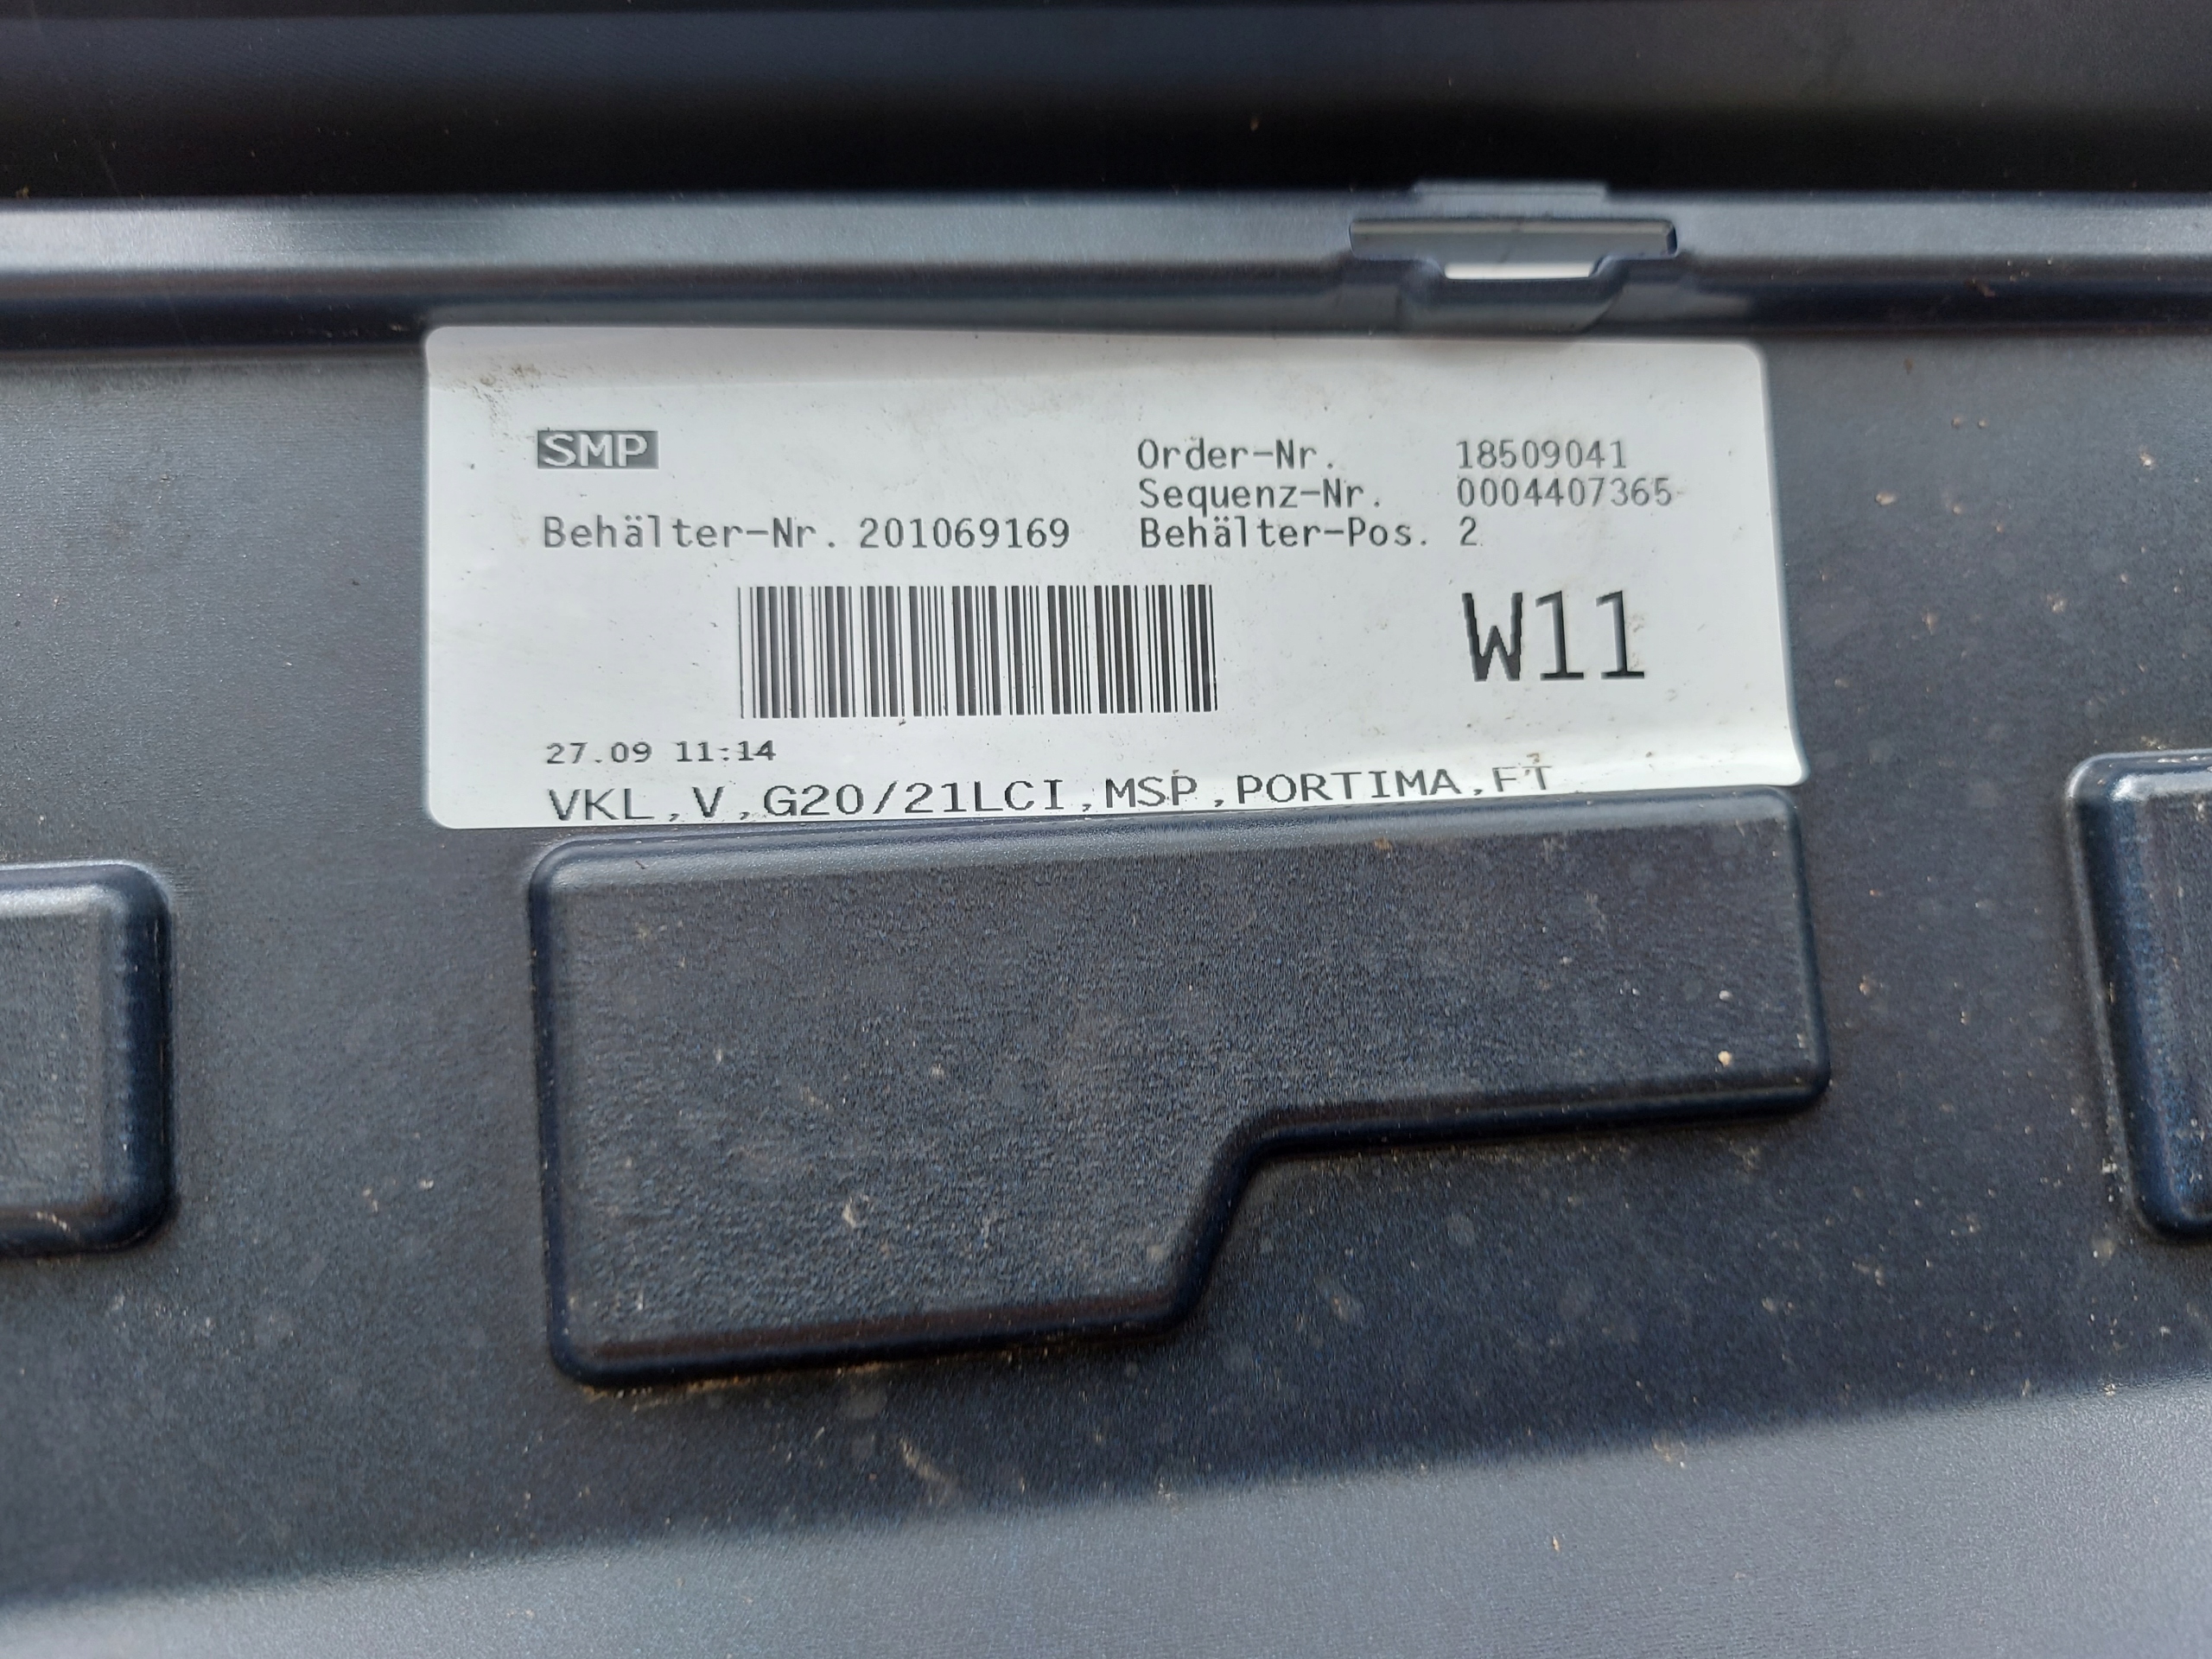 SMP
Order-Nr. 18509041
Sequenz-Nr. 0004407365
Behälter-Nr. 201069169 Behälter-Pos. 2
W11
27.09 11:14
VKL,V,G20/21LCI,MSP,PORTIMA,FT